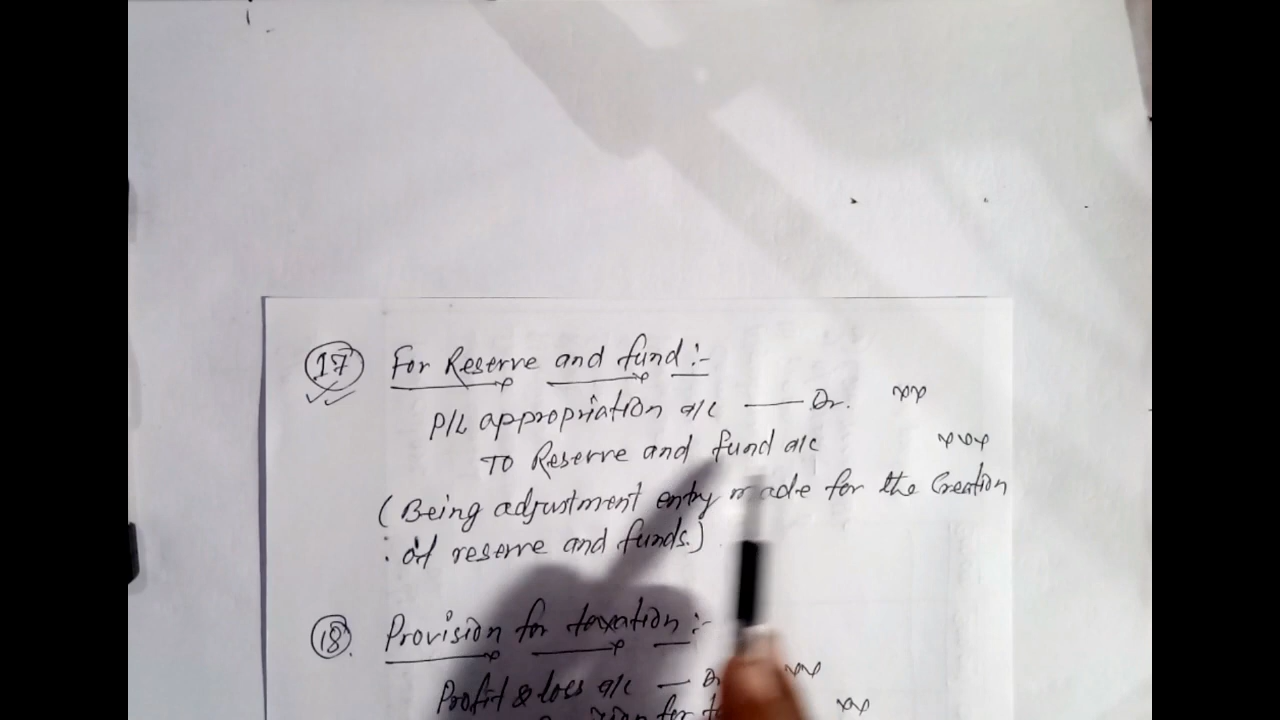 17 For Reserve and fund :-
P/L appropriation a/c —— Dr. xx
To Reserve and fund a/c xxx
( Being adjustment entry made for the Creation
of reserve and funds.)
18. Provision for taxation :-
Profit & loss a/c — xx
for xx